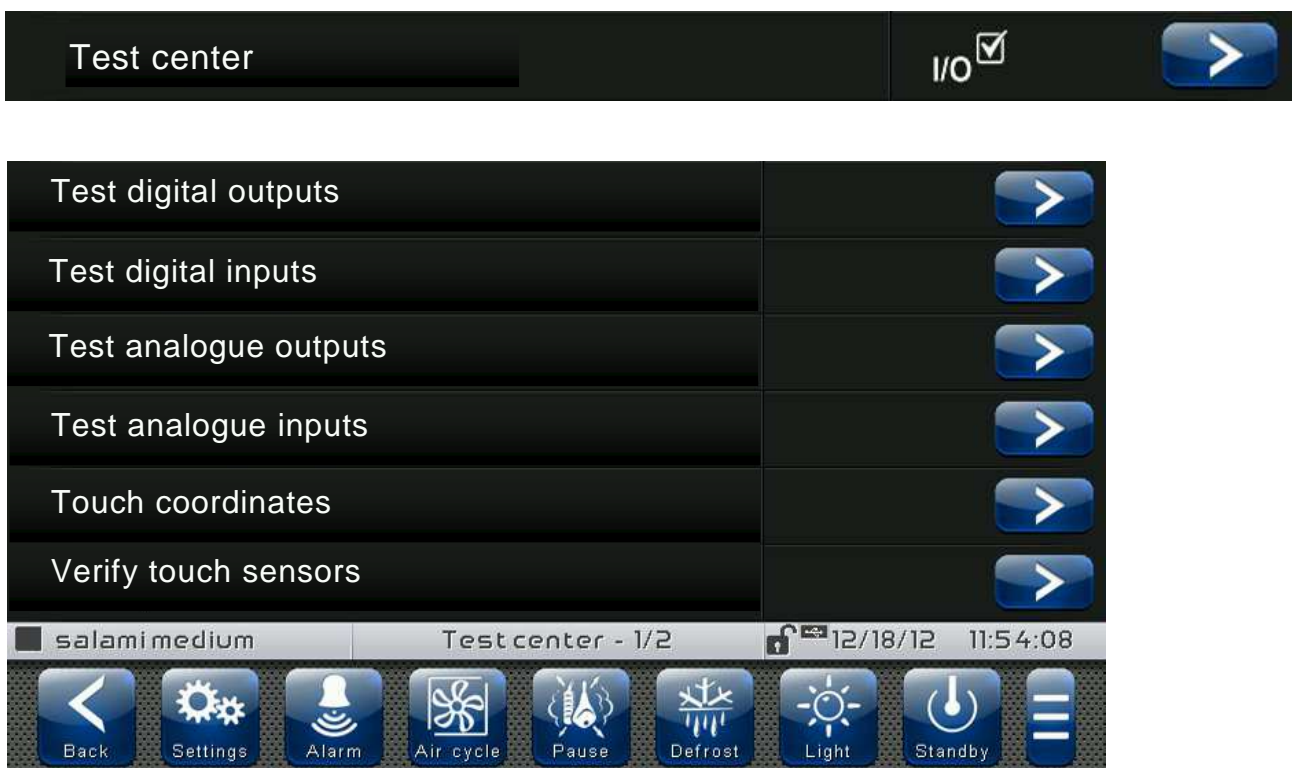 Test center I/O
Test digital outputs
Test digital inputs
Test analogue outputs
Test analogue inputs
Touch coordinates
Verify touch sensors
salami medium Test center - 1/2 12/18/12 11:54:08
Back Settings Alarm Air cycle Pause Defrost Light Standby